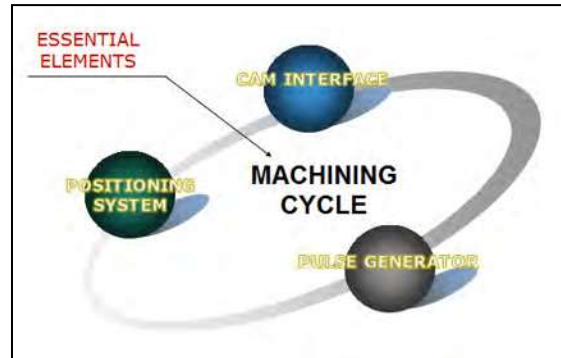 ESSENTIAL
ELEMENTS
CAM INTERFACE
POSITIONING
SYSTEM
MACHINING
CYCLE
PULSE GENERATOR